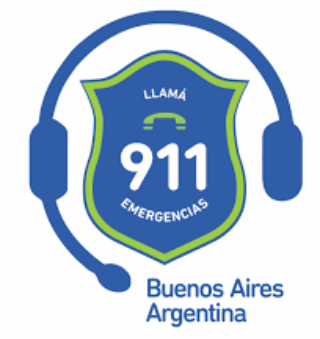 LLAMÁ
911
EMERGENCIAS
Buenos Aires
Argentina